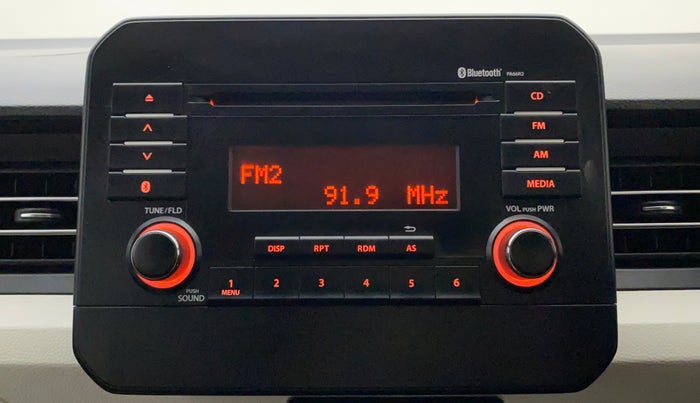 Bluetooth PA66R2
CD
FM
AM
MEDIA
FM2
91.9 MHz
TUNE/FLD
VOL PUSH PWR
DISP RPT RDM AS
PUSH
SOUND
1 2 3 4 5 6
MENU